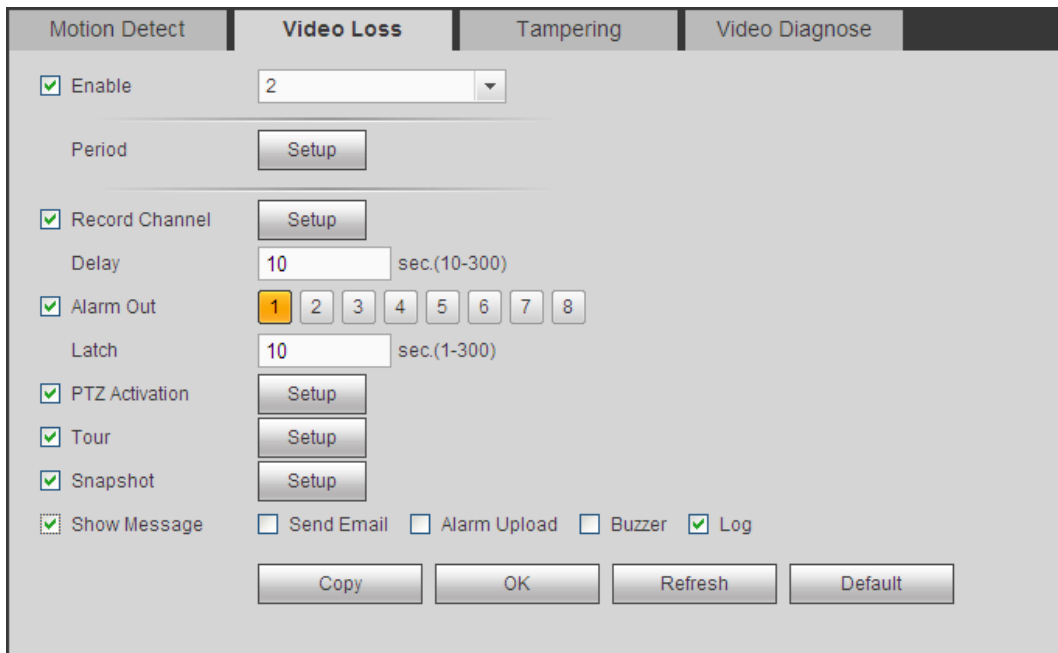 Motion Detect Video Loss Tampering Video Diagnose
Enable 2
Period Setup
Record Channel Setup
Delay 10 sec.(10-300)
Alarm Out 1 2 3 4 5 6 7 8
Latch 10 sec.(1-300)
PTZ Activation Setup
Tour Setup
Snapshot Setup
Show Message Send Email Alarm Upload Buzzer Log
Copy OK Refresh Default